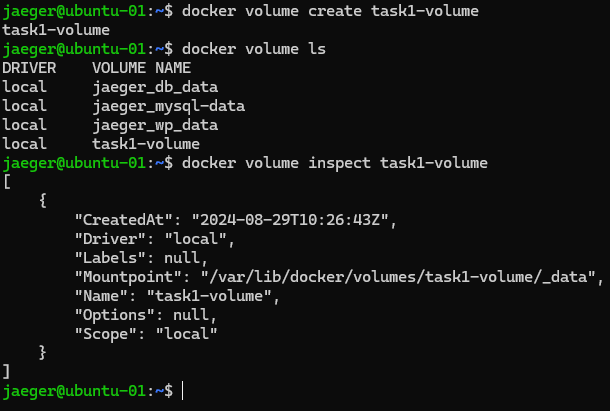 jaeger@ubuntu-01:~$ docker volume create task1-volume
task1-volume
jaeger@ubuntu-01:~$ docker volume ls
DRIVER    VOLUME NAME
local     jaeger_db_data
local     jaeger_mysql-data
local     jaeger_wp_data
local     task1-volume
jaeger@ubuntu-01:~$ docker volume inspect task1-volume
[
    {
        "CreatedAt": "2024-08-29T10:26:43Z",
        "Driver": "local",
        "Labels": null,
        "Mountpoint": "/var/lib/docker/volumes/task1-volume/_data",
        "Name": "task1-volume",
        "Options": null,
        "Scope": "local"
    }
]
jaeger@ubuntu-01:~$